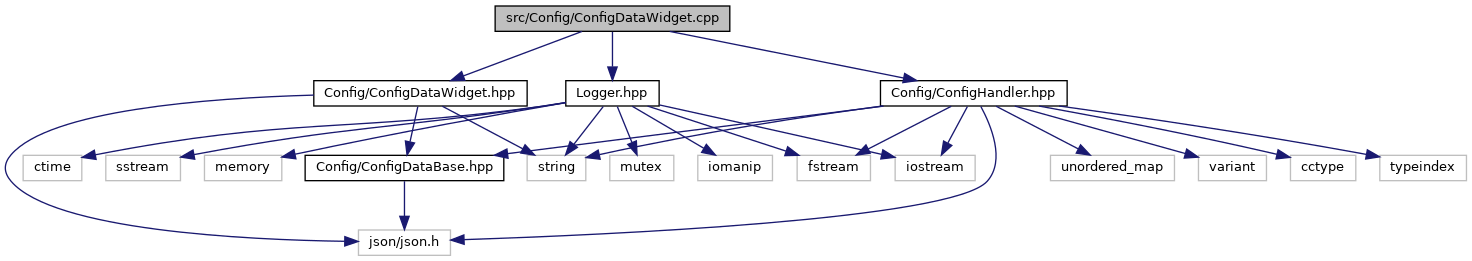 src/Config/ConfigDataWidget.cpp
Config/ConfigDataWidget.hpp
Logger.hpp
Config/ConfigHandler.hpp
ctime
sstream
memory
Config/ConfigDataBase.hpp
string
mutex
iomanip
fstream
iostream
unordered_map
variant
cctype
typeindex
json/json.h